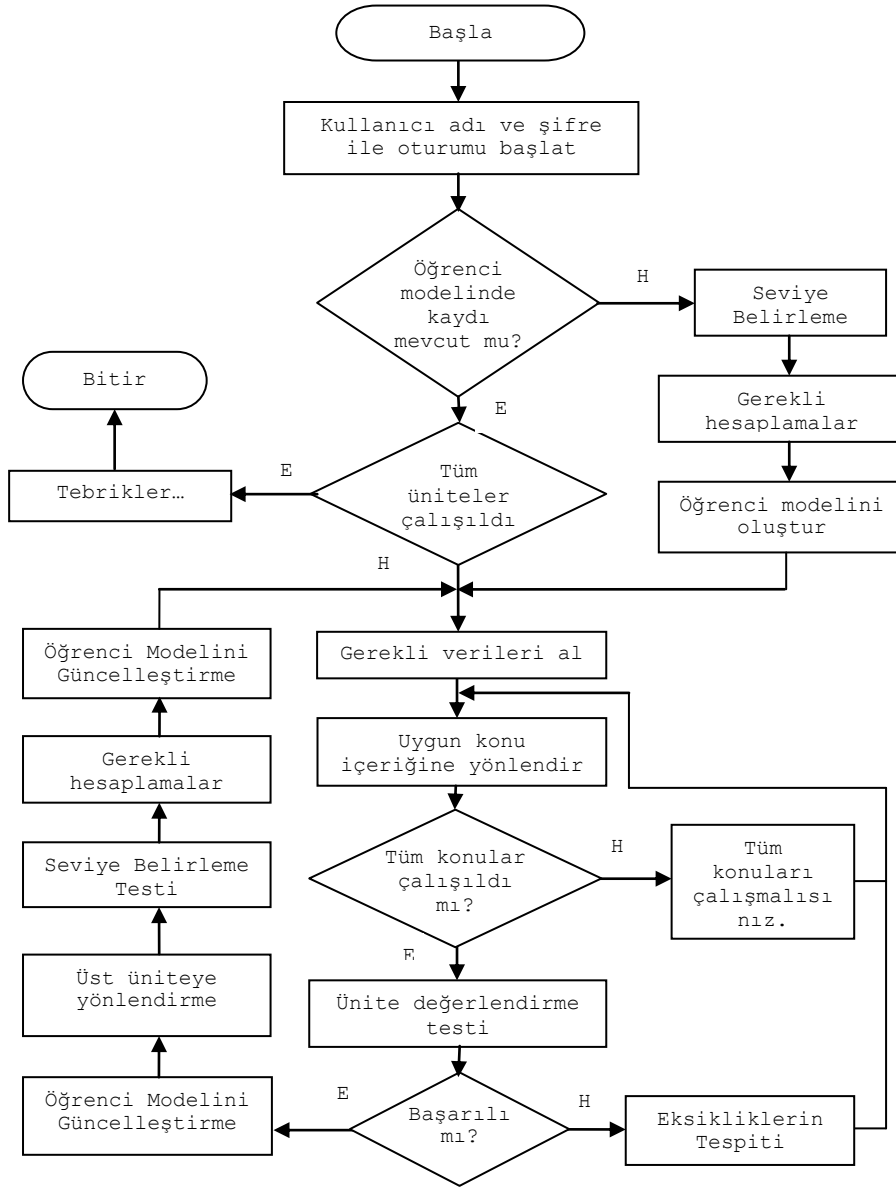 Başla
Kullanıcı adı ve şifre
ile oturumu başlat
Öğrenci
modelinde
kaydı
mevcut mu?
H
Seviye
Belirleme
Gerekli
hesaplamalar
Öğrenci modelini
oluştur
E
Tüm
üniteler
çalışıldı
E
Tebrikler…
Bitir
H
Gerekli verileri al
Uygun konu
içeriğine yönlendir
Tüm konular
çalışıldı
mı?
H
Tüm
konuları
çalışmalısı
nız.
E
Ünite değerlendirme
testi
Başarılı
mı?
H
Eksikliklerin
Tespiti
E
Öğrenci Modelini
Güncelleştirme
Üst üniteye
yönlendirme
Seviye Belirleme
Testi
Gerekli
hesaplamalar
Öğrenci Modelini
Güncelleştirme